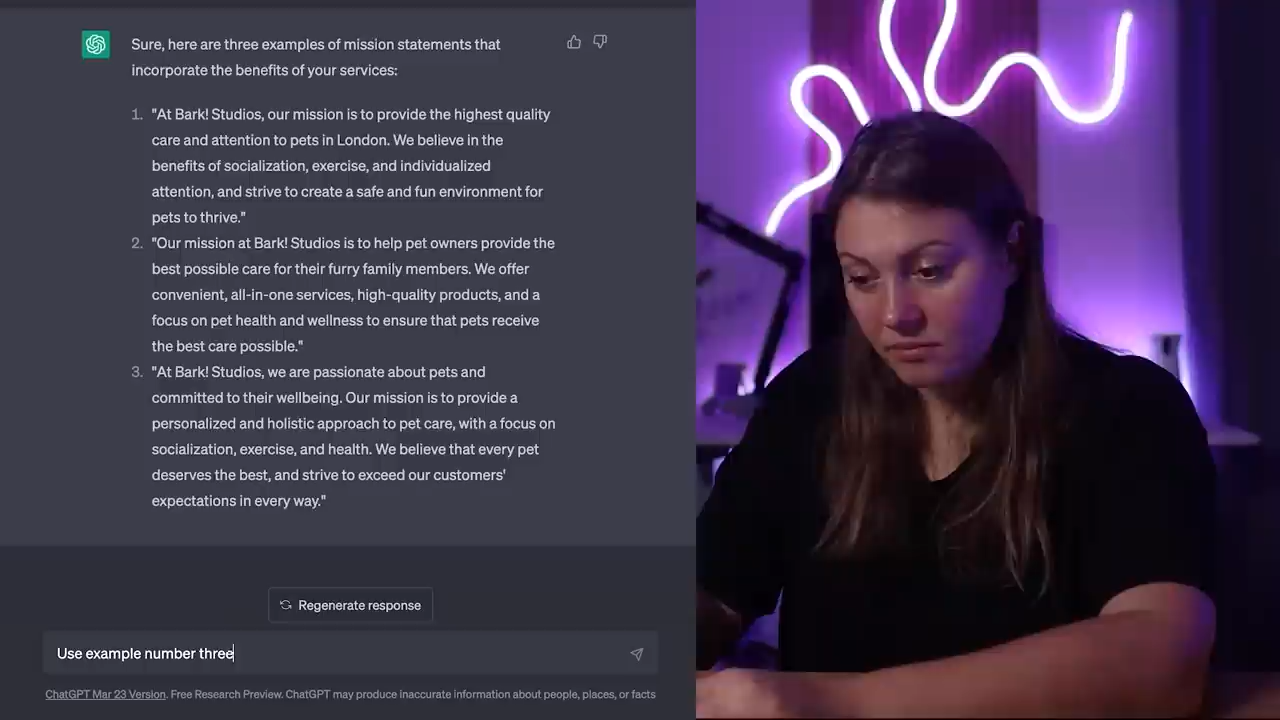 Sure, here are three examples of mission statements that
incorporate the benefits of your services:
1. "At Bark! Studios, our mission is to provide the highest quality
care and attention to pets in London. We believe in the
benefits of socialization, exercise, and individualized
attention, and strive to create a safe and fun environment for
pets to thrive."
2. "Our mission at Bark! Studios is to help pet owners provide the
best possible care for their furry family members. We offer
convenient, all-in-one services, high-quality products, and a
focus on pet health and wellness to ensure that pets receive
the best care possible."
3. "At Bark! Studios, we are passionate about pets and
committed to their wellbeing. Our mission is to provide a
personalized and holistic approach to pet care, with a focus on
socialization, exercise, and health. We believe that every pet
deserves the best, and strive to exceed our customers'
expectations in every way."
Regenerate response
Use example number three
ChatGPT Mar 23 Version. Free Research Preview. ChatGPT may produce inaccurate information about people, places, or facts